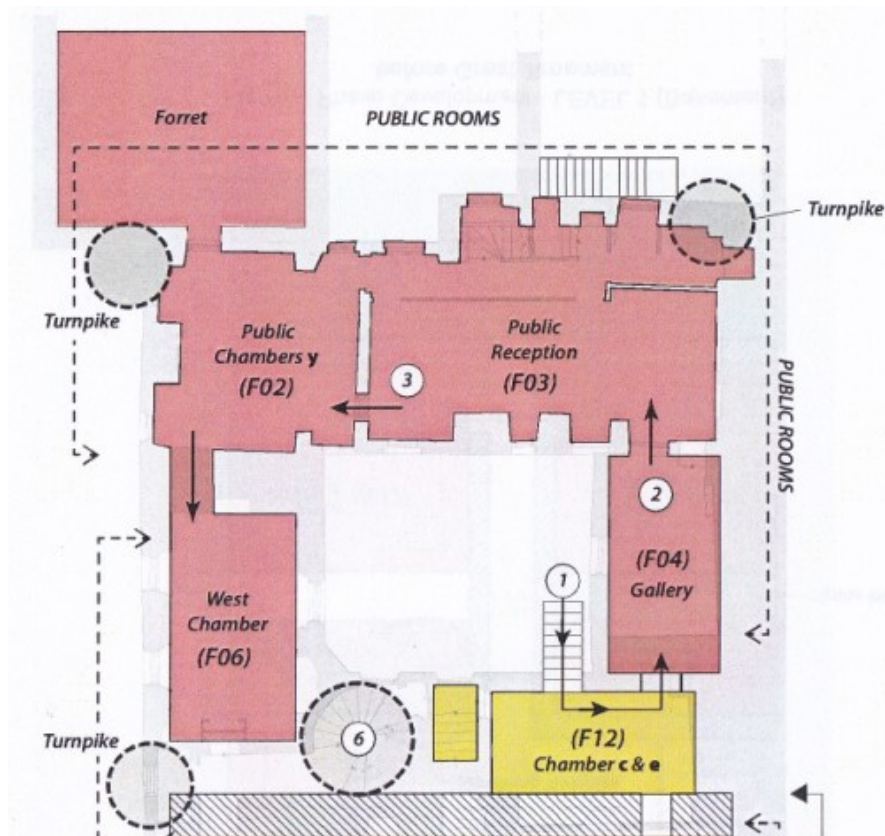 Forret
PUBLIC ROOMS
Turnpike
Turnpike
Public
Chambers y
(F02)
Public
Reception
(F03)
3
PUBLIC ROOMS
2
(F04)
Gallery
1
West
Chamber
(F06)
Turnpike
6
(F12)
Chamber c & e